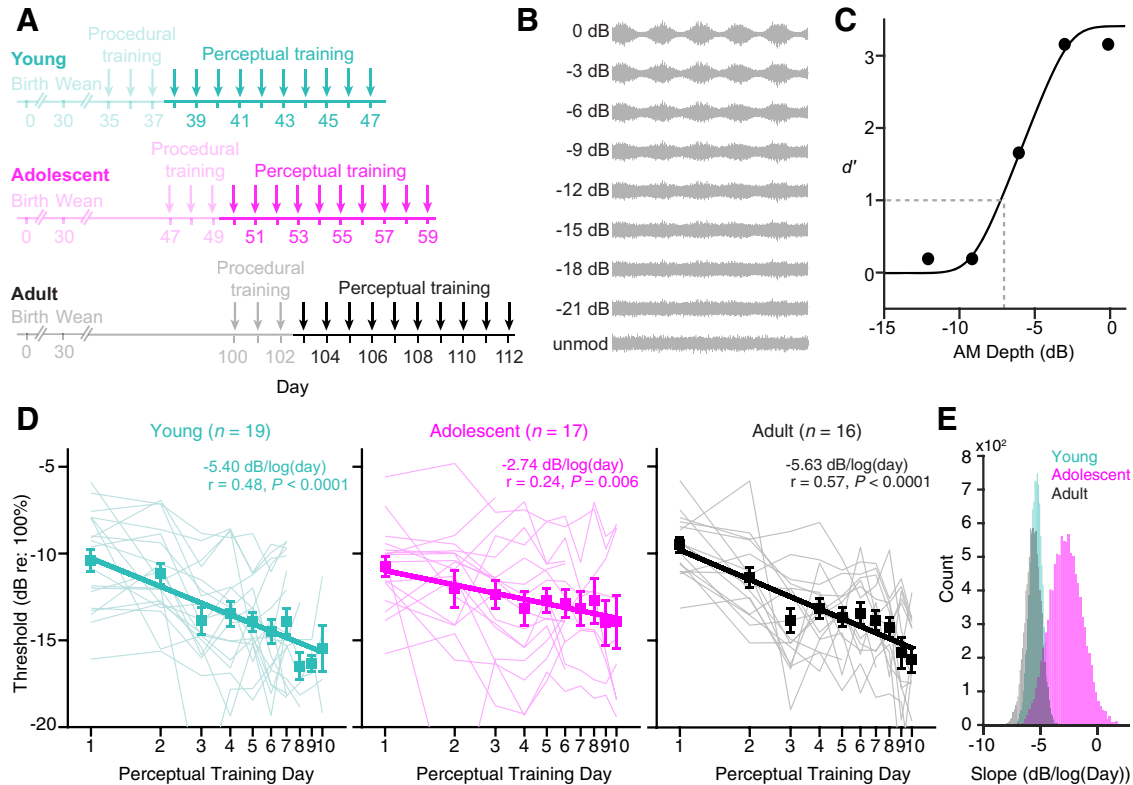 A
Procedural
training
Perceptual training
Young
Birth Wean
0 30 35 37 39 41 43 45 47
Procedural
training
Perceptual training
Adolescent
Birth Wean
0 30 47 49 51 53 55 57 59
Procedural
training
Perceptual training
Adult
Birth Wean
0 30 100 102 104 106 108 110 112
Day
B
0 dB
-3 dB
-6 dB
-9 dB
-12 dB
-15 dB
-18 dB
-21 dB
unmod
C
3
2
d′
1
0
-15 -10 -5 0
AM Depth (dB)
D
Young (n = 19)
-5.40 dB/log(day)
r = 0.48, P < 0.0001
Adolescent (n = 17)
-2.74 dB/log(day)
r = 0.24, P = 0.006
Adult (n = 16)
-5.63 dB/log(day)
r = 0.57, P < 0.0001
Threshold (dB re: 100%)
-5
-10
-15
-20
1 2 3 4 5 6 7 8 9 10
Perceptual Training Day
1 2 3 4 5 6 7 8 9 10
Perceptual Training Day
1 2 3 4 5 6 7 8 9 10
Perceptual Training Day
E
x10²
Young
Adolescent
Adult
Count
8
7
6
5
4
3
2
1
0
-10 -5 0
Slope (dB/log(Day))